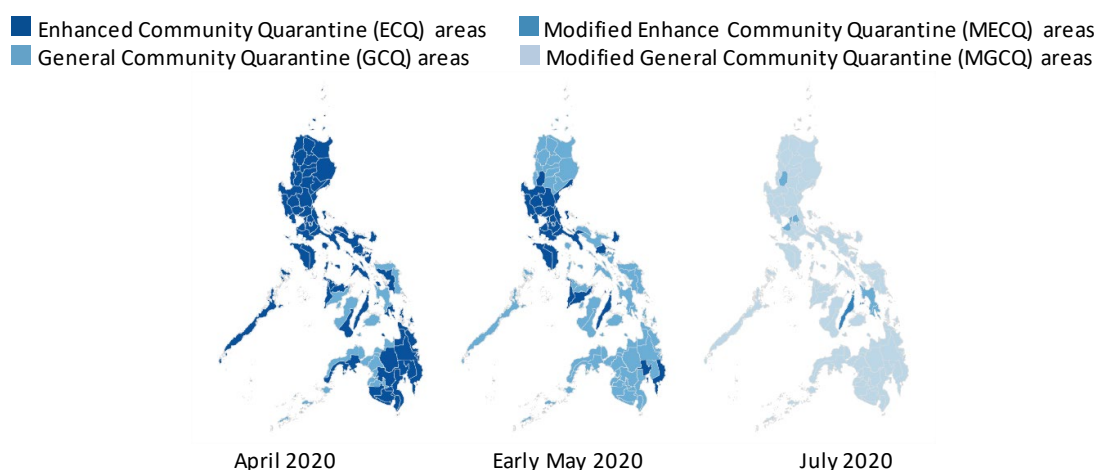 Enhanced Community Quarantine (ECQ) areas
Modified Enhance Community Quarantine (MECQ) areas
General Community Quarantine (GCQ) areas
Modified General Community Quarantine (MGCQ) areas
April 2020
Early May 2020
July 2020